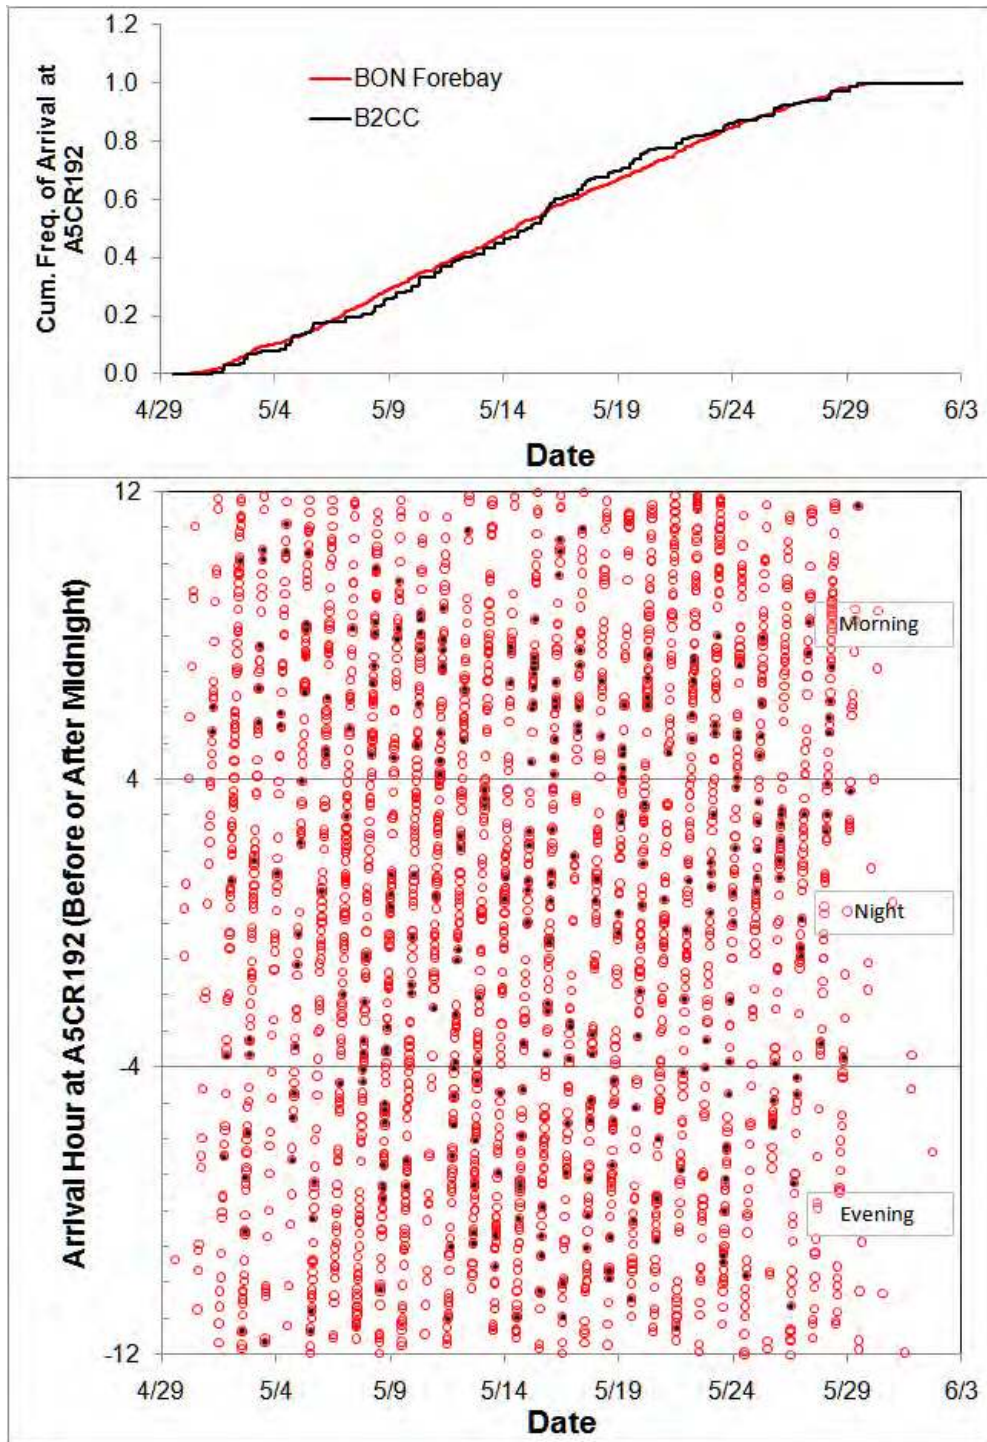 1.2
1.0
0.8
0.6
0.4
0.2
0.0
Cum. Freq. of Arrival at
A5CR192
BON Forebay
B2CC
4/29 5/4 5/9 5/14 5/19 5/24 5/29 6/3
Date
12
4
-4
-12
Arrival Hour at A5CR192 (Before or After Midnight)
Morning
Night
Evening
4/29 5/4 5/9 5/14 5/19 5/24 5/29 6/3
Date